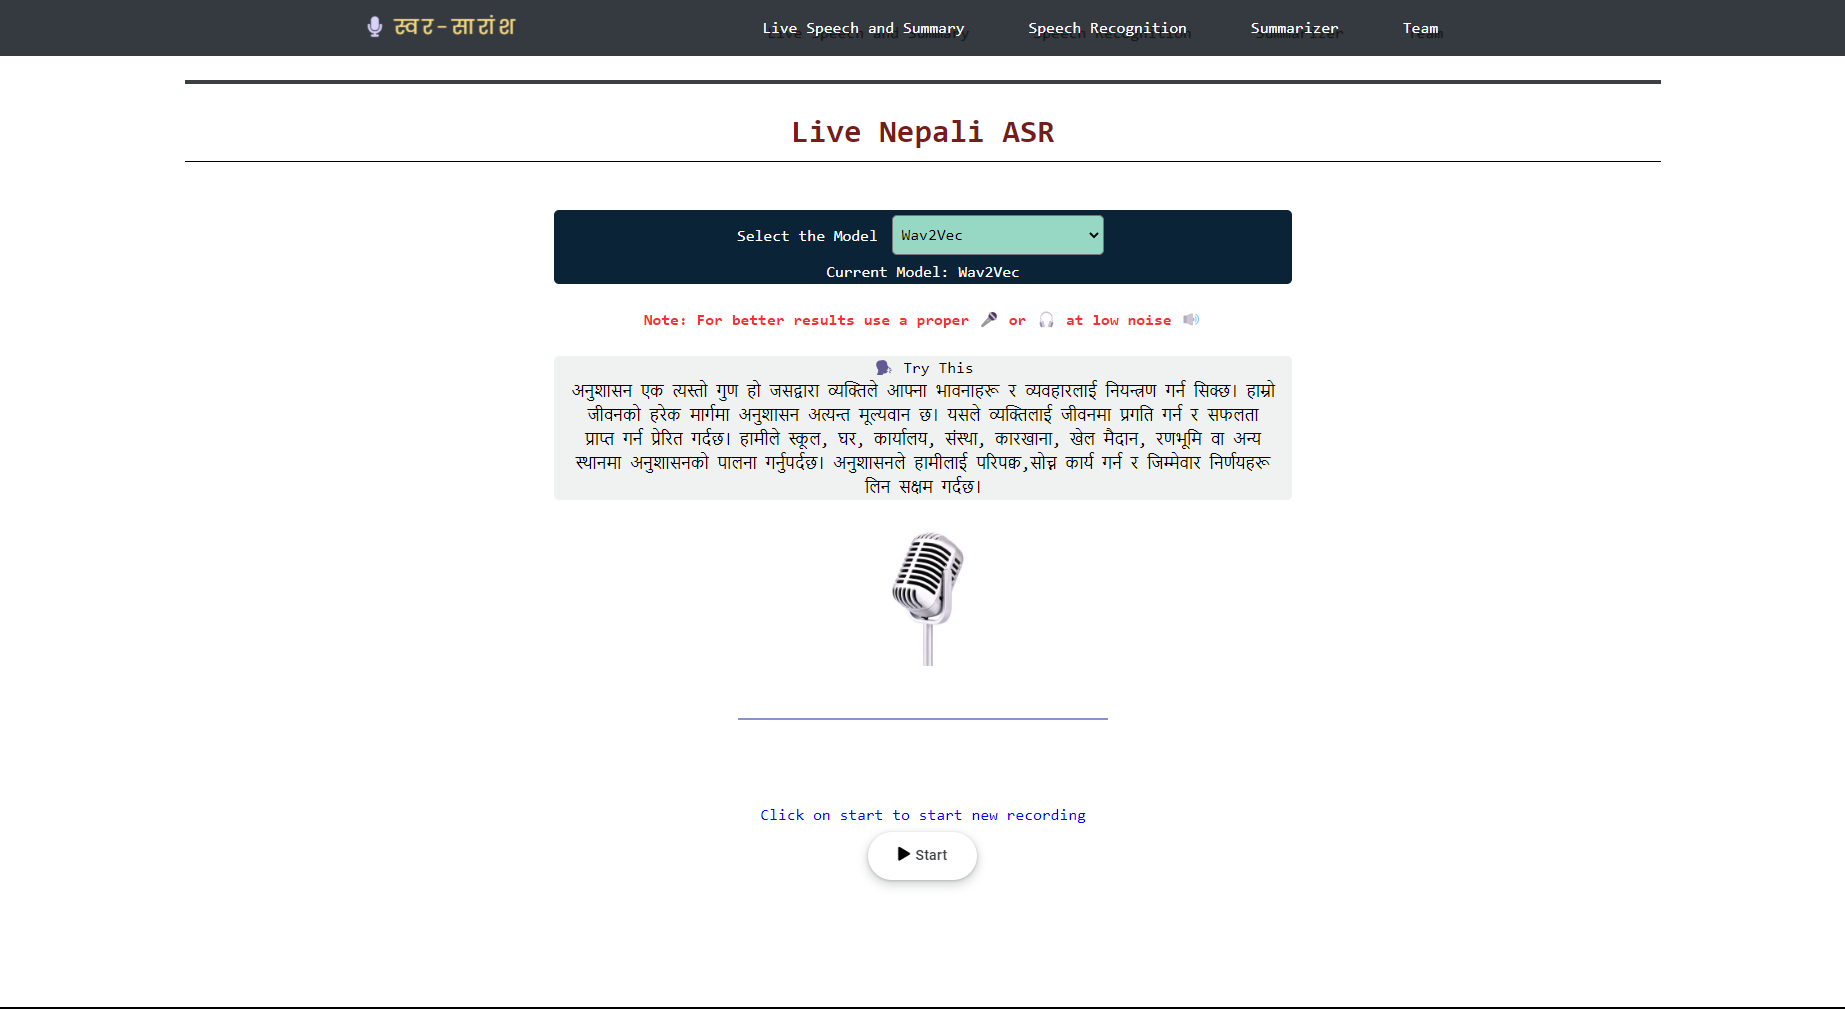 स्वर-सारांश
Live Speech and Summary
Speech Recognition
Summarizer
Team
Live Nepali ASR
Select the Model
Wav2Vec
Current Model: Wav2Vec
Note: For better results use a proper 🎤 or 🎧 at low noise 🔊
🗣 Try This
अनुशासन एक त्यस्तो गुण हो जसद्वारा व्यक्तिले आफ्ना भावनाहरू र व्यवहारलाई नियन्त्रण गर्न सिक्छ। हाम्रो
जीवनको हरेक मार्गमा अनुशासन अत्यन्त मूल्यवान छ। यसले व्यक्तिलाई जीवनमा प्रगति गर्न र सफलता
प्राप्त गर्न प्रेरित गर्दछ। हामीले स्कूल, घर, कार्यालय, संस्था, कारखाना, खेल मैदान, रणभूमि वा अन्य
स्थानमा अनुशासनको पालना गर्नुपर्दछ। अनुशासनले हामीलाई परिपक्व,सोच्न कार्य गर्न र जिम्मेवार निर्णयहरू
लिन सक्षम गर्दछ।
Click on start to start new recording
Start